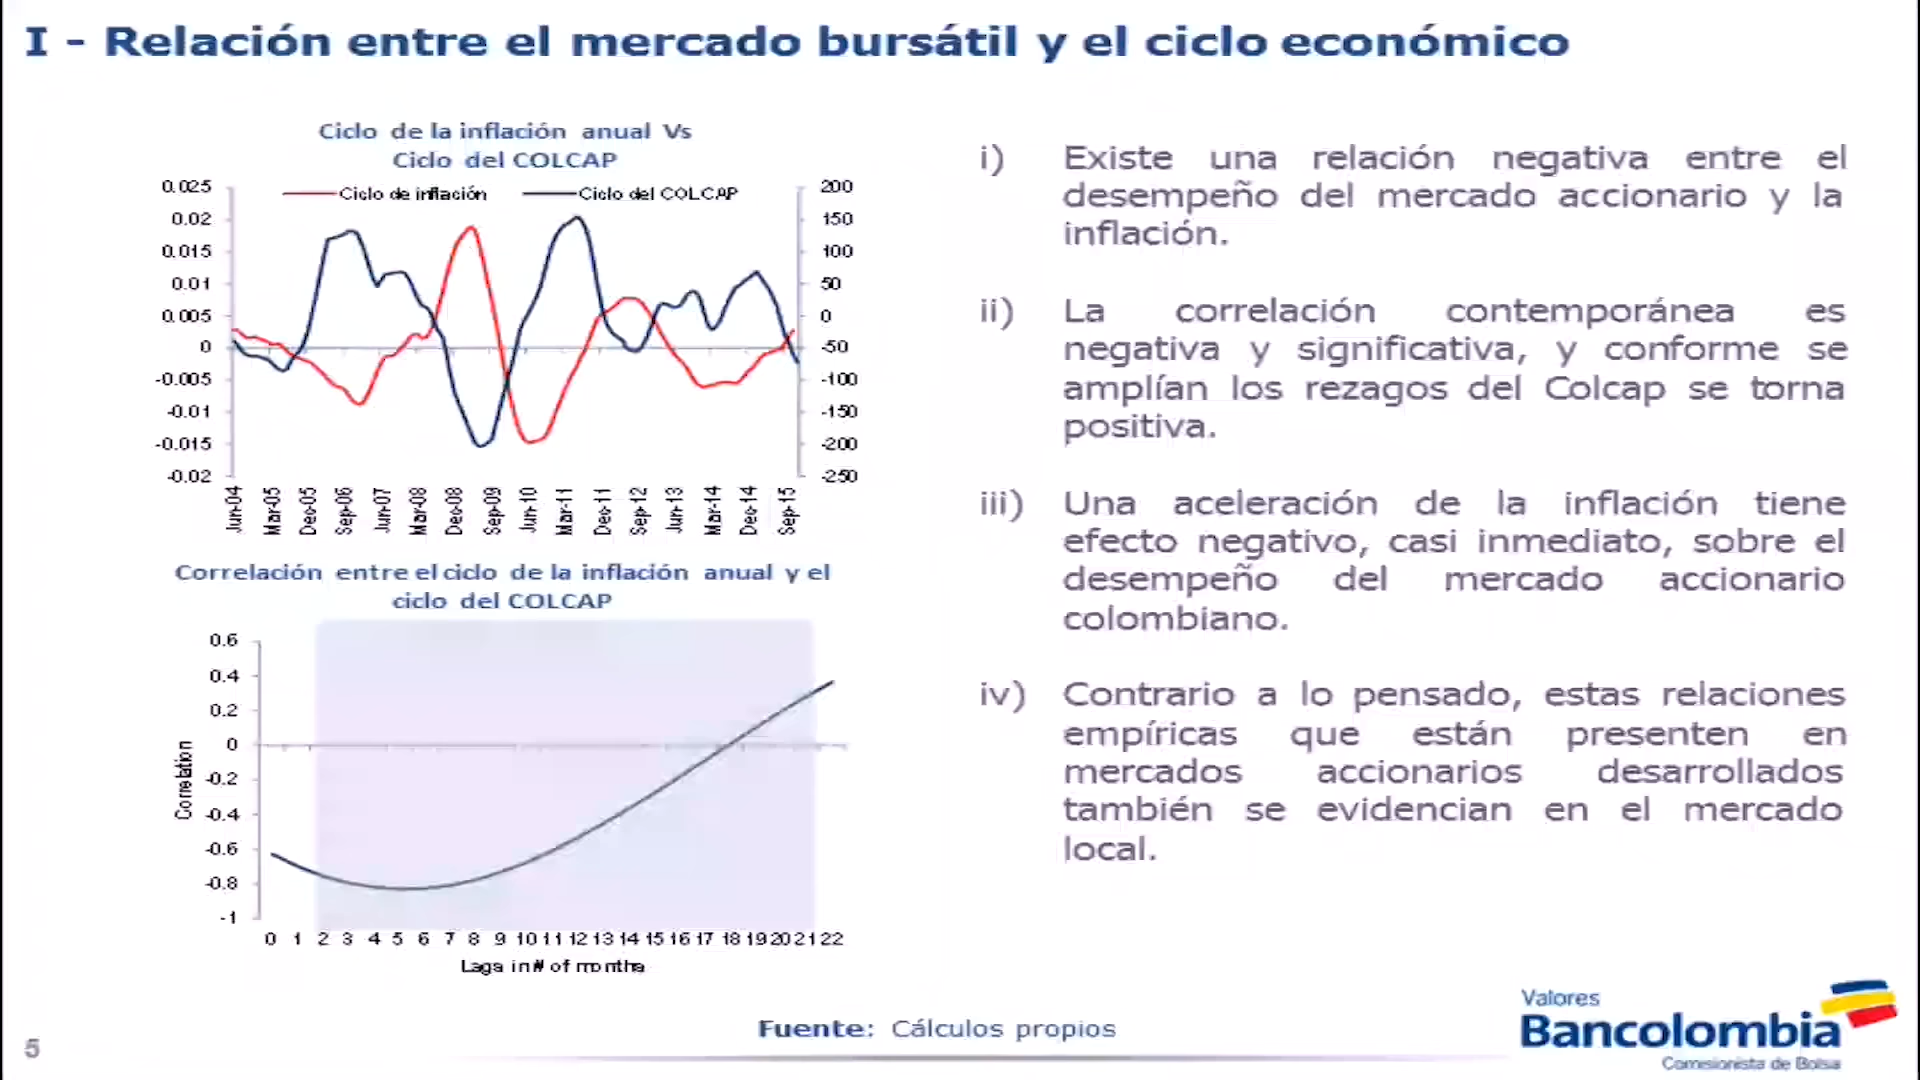 I - Relación entre el mercado bursátil y el ciclo económico
Ciclo de la inflación anual Vs
Ciclo del COLCAP
Ciclo de inflación
Ciclo del COLCAP
0.025
0.02
0.015
0.01
0.005
0
-0.005
-0.01
-0.015
-0.02
200
150
100
50
0
-50
-100
-150
-200
-250
Jun-04
Mar-05
Dec-05
Sep-06
Jun-07
Mar-08
Dec-08
Sep-09
Jun-10
Mar-11
Dec-11
Sep-12
Jun-13
Mar-14
Dec-14
Sep-15
Correlación entre el ciclo de la inflación anual y el
ciclo del COLCAP
Correlation
0.6
0.4
0.2
0
-0.2
-0.4
-0.6
-0.8
-1
0 1 2 3 4 5 6 7 8 9 10 11 12 13 14 15 16 17 18 19 20 21 22
Lags in # of months
i) Existe una relación negativa entre el
desempeño del mercado accionario y la
inflación.
ii) La correlación contemporánea es
negativa y significativa, y conforme se
amplían los rezagos del Colcap se torna
positiva.
iii) Una aceleración de la inflación tiene
efecto negativo, casi inmediato, sobre el
desempeño del mercado accionario
colombiano.
iv) Contrario a lo pensado, estas relaciones
empíricas que están presenten en
mercados accionarios desarrollados
también se evidencian en el mercado
local.
Fuente: Cálculos propios
5
Valores
Bancolombia
Comisionista de Bolsa